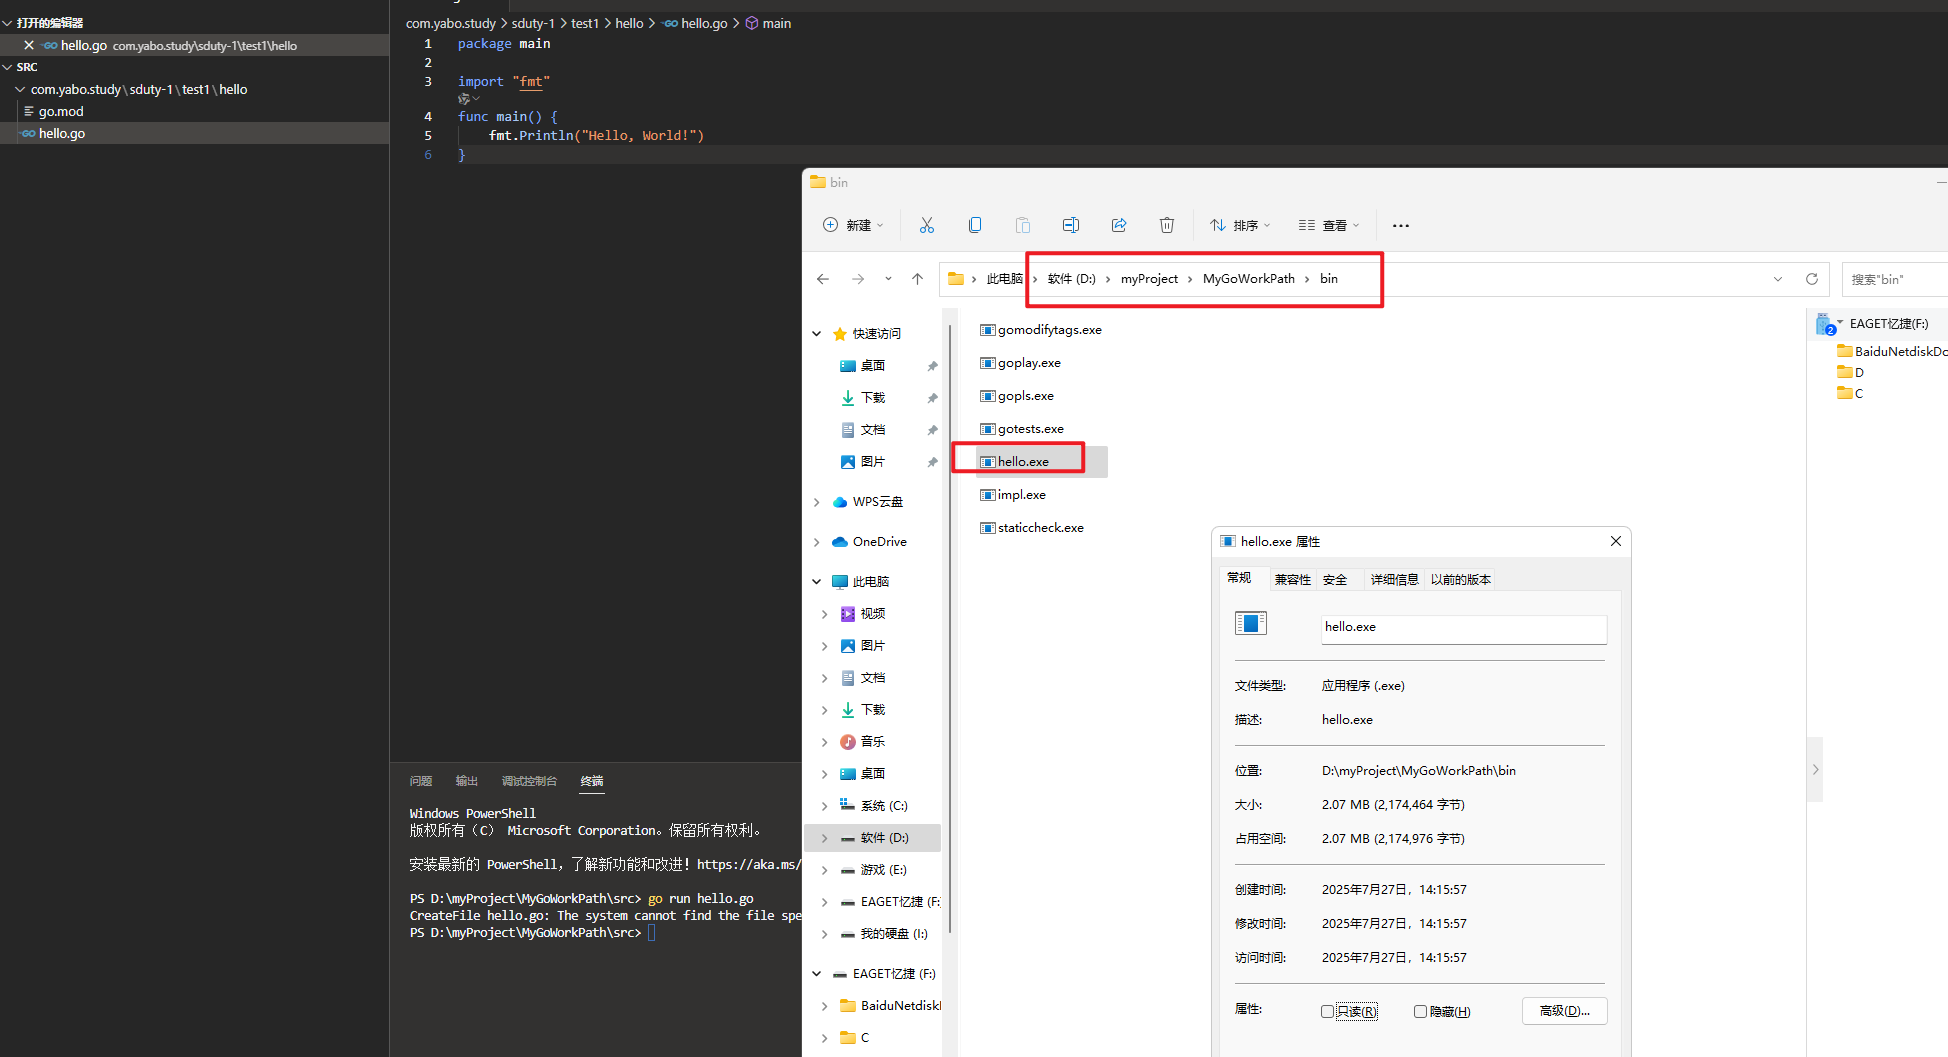 打开的编辑器
hello.go com.yabo.study\sduty-1\test1\hello
SRC
com.yabo.study\sduty-1\test1\hello
go.mod
hello.go
com.yabo.study > sduty-1 > test1 > hello > hello.go > main
1 package main
2
3 import "fmt"
4 func main() {
5 fmt.Println("Hello, World!")
6 }
问题 输出 调试控制台 终端
Windows PowerShell
版权所有（C） Microsoft Corporation。保留所有权利。
安装最新的 PowerShell，了解新功能和改进！https://aka.ms/
PS D:\myProject\MyGoWorkPath\src> go run hello.go
CreateFile hello.go: The system cannot find the file spe
PS D:\myProject\MyGoWorkPath\src>
bin
新建 排序 查看
此电脑 > 软件 (D:) > myProject > MyGoWorkPath > bin
搜索"bin"
快速访问
桌面
下载
文档
图片
WPS云盘
OneDrive
此电脑
视频
图片
文档
下载
音乐
桌面
系统 (C:)
软件 (D:)
游戏 (E:)
EAGET忆捷 (F:
我的硬盘 (I:)
EAGET忆捷 (F:)
BaiduNetdisk
C
gomodifytags.exe
goplay.exe
gopls.exe
gotests.exe
hello.exe
impl.exe
staticcheck.exe
2 EAGET忆捷(F:)
BaiduNetdiskDo
D
C
hello.exe 属性
常规 兼容性 安全 详细信息 以前的版本
hello.exe
文件类型: 应用程序 (.exe)
描述: hello.exe
位置: D:\myProject\MyGoWorkPath\bin
大小: 2.07 MB (2,174,464 字节)
占用空间: 2.07 MB (2,174,976 字节)
创建时间: 2025年7月27日，14:15:57
修改时间: 2025年7月27日，14:15:57
访问时间: 2025年7月27日，14:15:57
属性: 只读(R) 隐藏(H) 高级(D)...